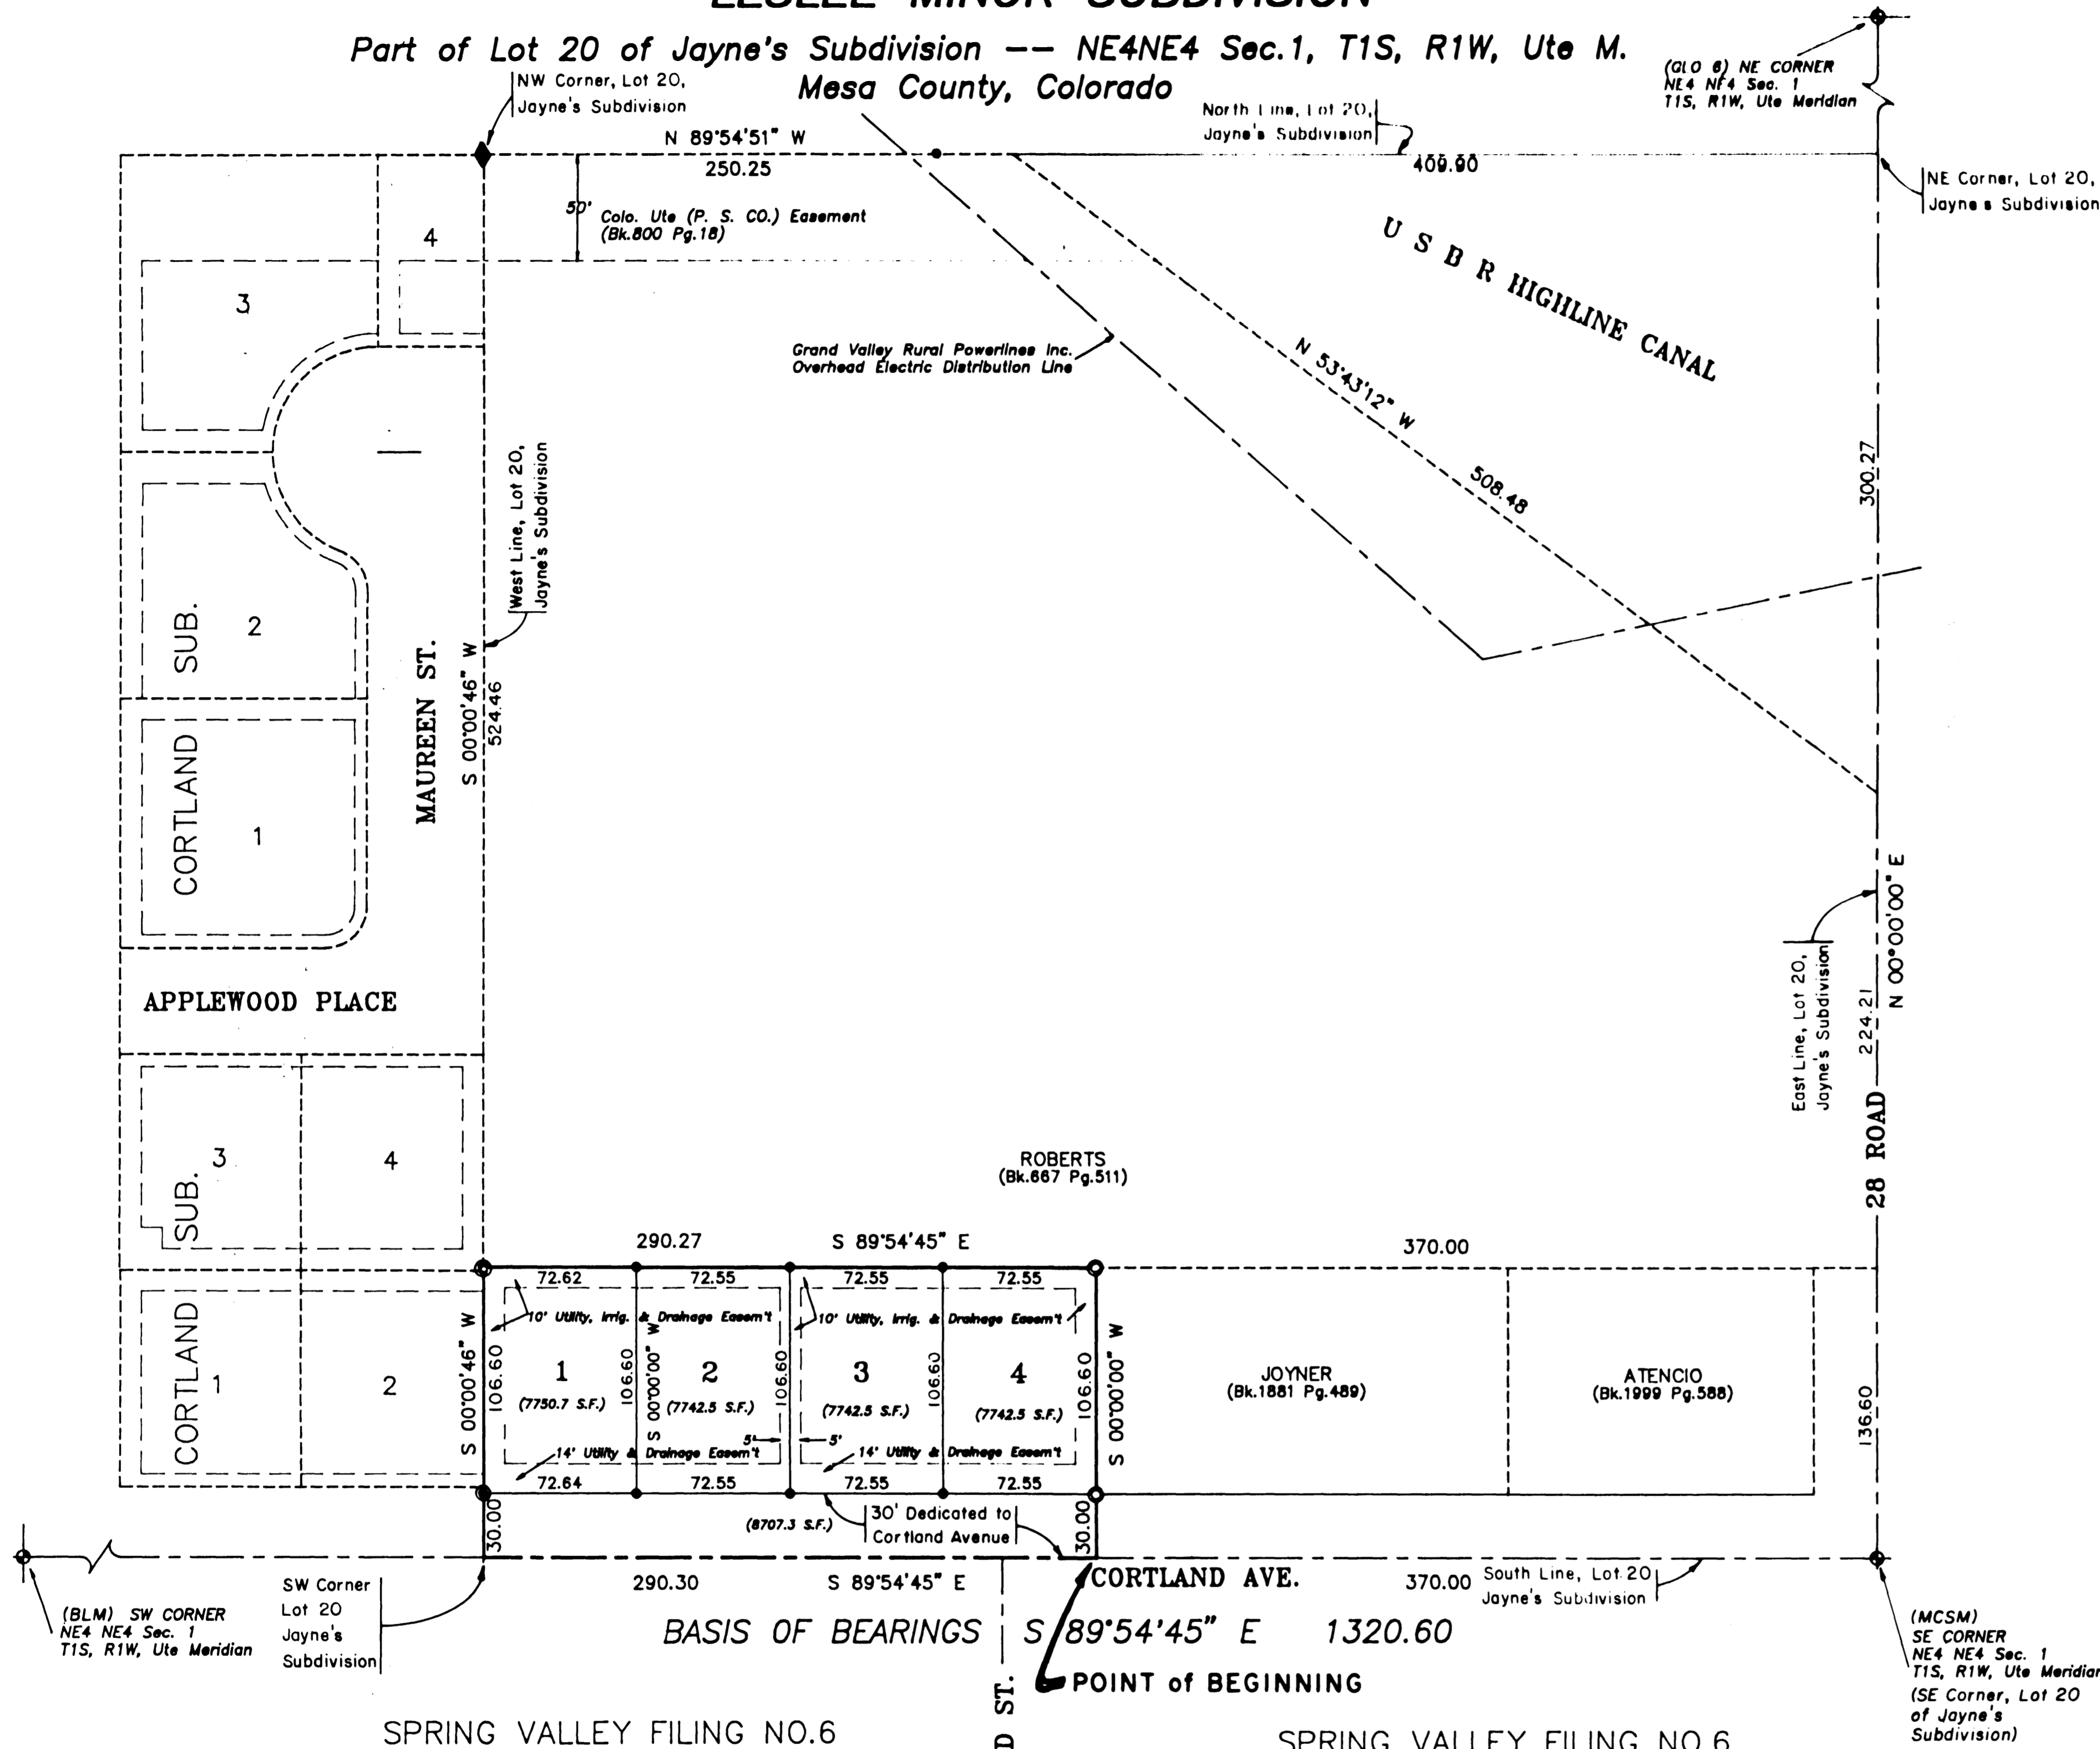 LESLEE MINOR SUBDIVISION
Part of Lot 20 of Jayne's Subdivision -- NE4NE4 Sec.1, T1S, R1W, Ute M.
Mesa County, Colorado
NW Corner, Lot 20,
Jayne's Subdivision
(GLO 6) NE CORNER
NE4 NE4 Sec. 1
T1S, R1W, Ute Meridian
North Line, Lot 20,
Jayne's Subdivision
N 89°54'51" W
250.25
409.90
NE Corner, Lot 20,
Jayne's Subdivision
50'
Colo. Ute (P. S. CO.) Easement
(Bk.800 Pg.18)
4
3
U S B R HIGHLINE CANAL
Grand Valley Rural Powerlines Inc.
Overhead Electric Distribution Line
N 53°43'12" W
508.48
300.27
West Line, Lot 20,
Jayne's Subdivision
2
1
CORTLAND SUB.
MAUREEN ST.
S 00°00'46" W
524.46
N 00°00'00" E
224.21
East Line, Lot 20,
Jayne's Subdivision
APPLEWOOD PLACE
28 ROAD
3
4
SUB.
ROBERTS
(Bk.667 Pg.511)
290.27
S 89°54'45" E
370.00
72.62
72.55
72.55
72.55
10' Utility, Irrig. & Drainage Easem't
10' Utility, Irrig. & Drainage Easem't
CORTLAND
1
2
S 00°00'46" W
106.60
1
(7750.7 S.F.)
106.60
S 00°00'00" W
2
(7742.5 S.F.)
106.60
3
(7742.5 S.F.)
106.60
4
(7742.5 S.F.)
106.60
S 00°00'00" W
JOYNER
(Bk.1881 Pg.489)
ATENCIO
(Bk.1999 Pg.588)
136.60
5'
5'
14' Utility & Drainage Easem't
14' Utility & Drainage Easem't
72.64
72.55
72.55
72.55
30.00
(8707.3 S.F.)
30' Dedicated to
Cortland Avenue
30.00
290.30
S 89°54'45" E
CORTLAND AVE.
370.00
South Line, Lot 20
Jayne's Subdivision
(BLM) SW CORNER
NE4 NE4 Sec. 1
T1S, R1W, Ute Meridian
SW Corner
Lot 20
Jayne's
Subdivision
BASIS OF BEARINGS S 89°54'45" E 1320.60
POINT of BEGINNING
(MCSM)
SE CORNER
NE4 NE4 Sec. 1
T1S, R1W, Ute Meridian
(SE Corner, Lot 20
of Jayne's
Subdivision)
SPRING VALLEY FILING NO.6
D ST.
SPRING VALLEY FILING NO.6